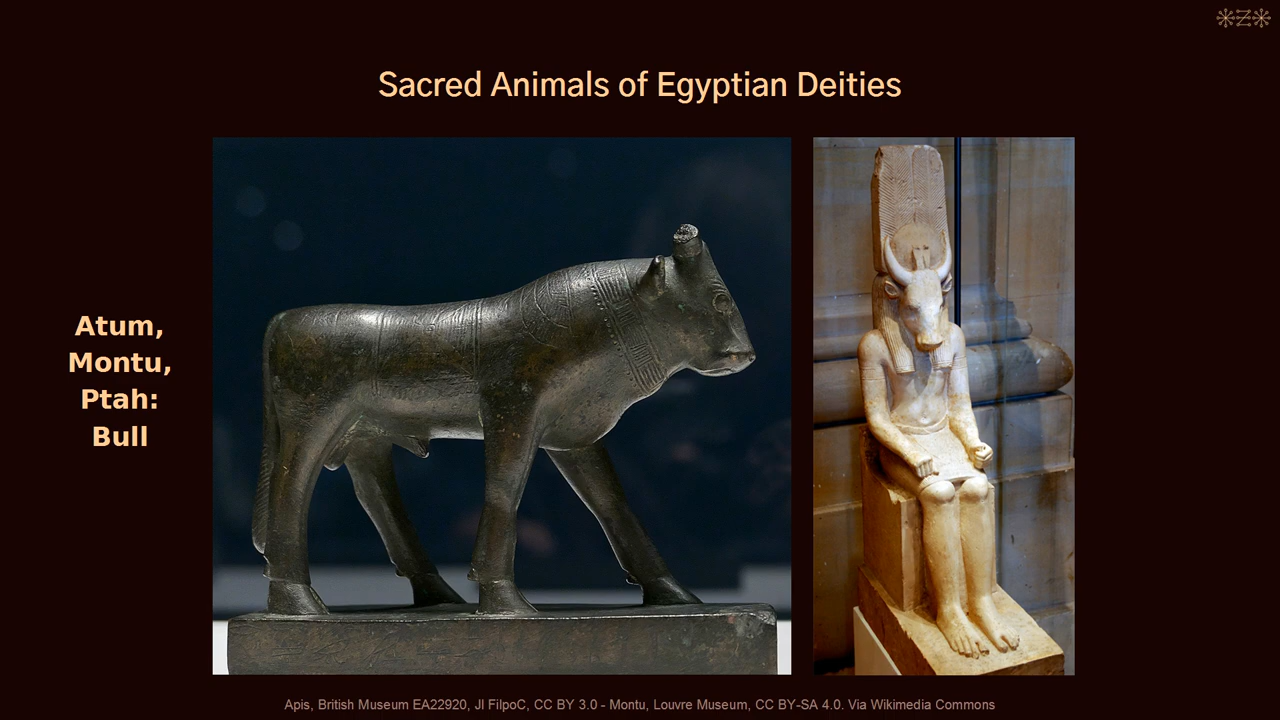 Sacred Animals of Egyptian Deities
Atum,
Montu,
Ptah:
Bull
Apis, British Museum EA22920, JI FilpoC, CC BY 3.0 - Montu, Louvre Museum, CC BY-SA 4.0. Via Wikimedia Commons